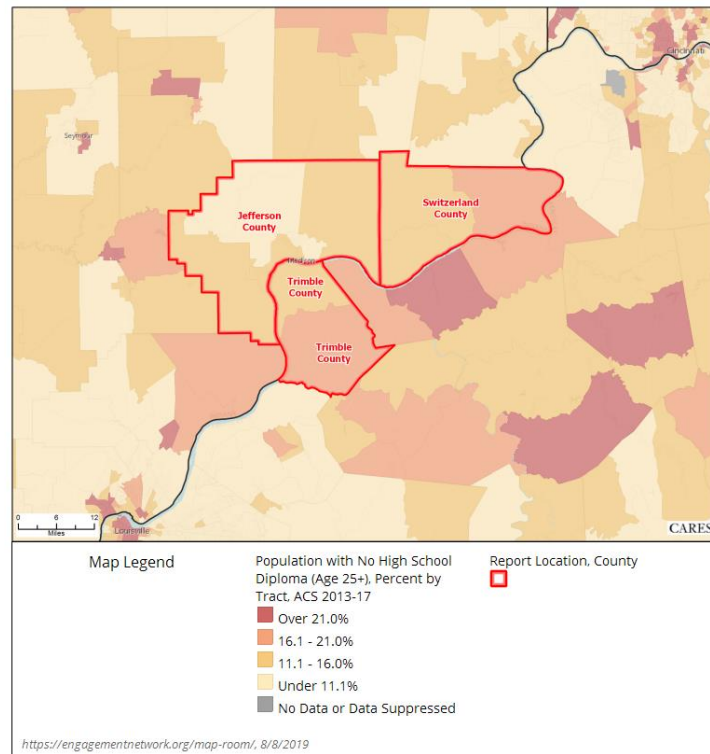 Cincinnati
Seymour
Switzerland
County
Jefferson
County
Madison
Trimble
County
Trimble
County
0 6 12
Miles
Louisville
CARES
Map Legend
Population with No High School
Diploma (Age 25+), Percent by
Tract, ACS 2013-17
Over 21.0%
16.1 - 21.0%
11.1 - 16.0%
Under 11.1%
No Data or Data Suppressed
Report Location, County
https://engagementnetwork.org/map-room/, 8/8/2019